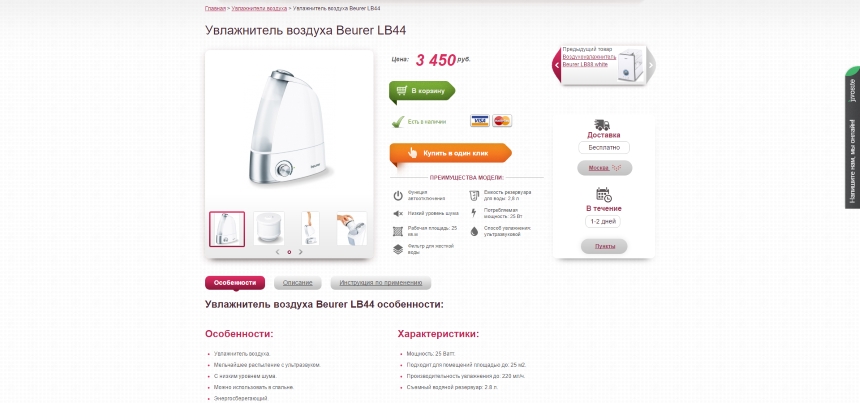 Главная > Увлажнители воздуха > Увлажнитель воздуха Beurer LB44
Увлажнитель воздуха Beurer LB44
Цена: 3 450 руб.
В корзину
Есть в наличии
VISA MasterCard
Купить в один клик
ПРЕИМУЩЕСТВА МОДЕЛИ:
Функция автоотключения
Емкость резервуара для воды: 2,8 л
Низкий уровень шума
Потребляемая мощность: 25 Вт
Рабочая площадь: 25 кв.м
Способ увлажнения: ультразвуковой
Фильтр для жесткой воды
Предыдущий товар
Воздухоувлажнитель
Beurer LB88 white
Доставка
Бесплатно
Москва
В течение
1-2 дней
Пункты
Напишите нам, мы онлайн!
jivosite
Особенности
Описание
Инструкция по применению
Увлажнитель воздуха Beurer LB44 особенности:
Особенности:
Увлажнитель воздуха.
Мельчайшее распыление с ультразвуком.
С низким уровнем шума.
Можно использовать в спальне.
Энергосберегающий.
Характеристики:
Мощность: 25 Ватт.
Подходит для помещений площадью до: 25 м2.
Производительность увлажнения до: 220 мл/ч.
Съемный водяной резервуар: 2.8 л.